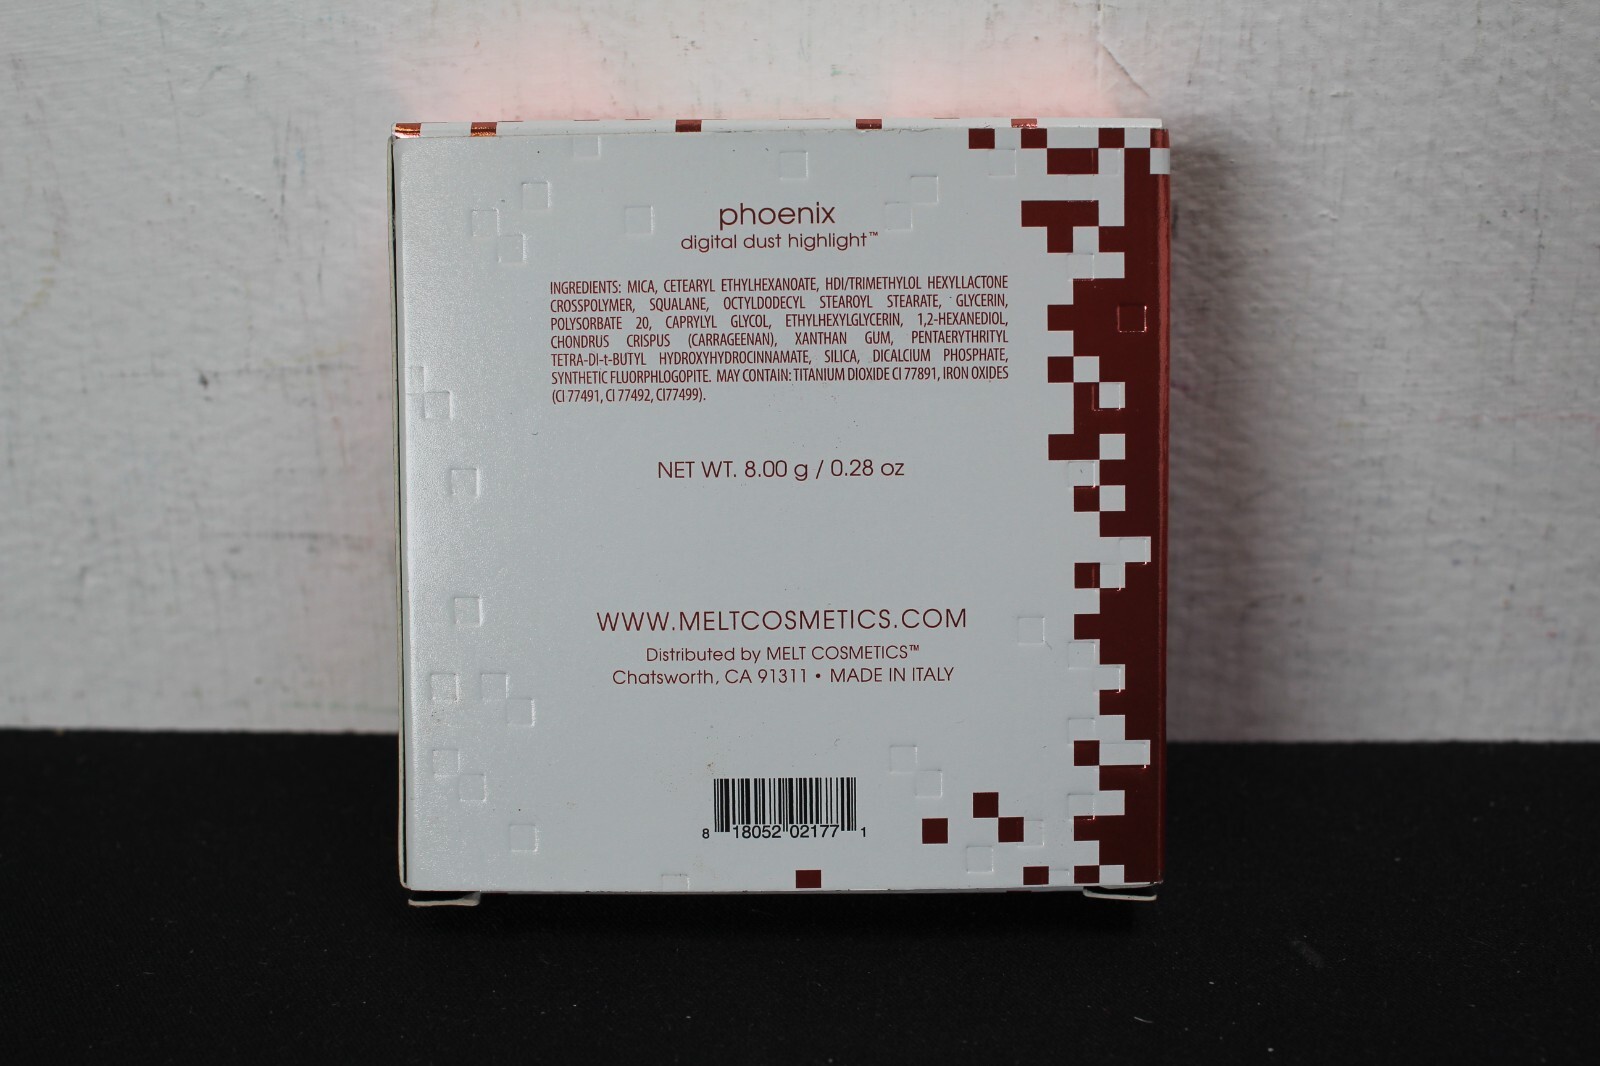 phoenix
digital dust highlight™
INGREDIENTS: MICA, CETEARYL ETHYLHEXANOATE, HDI/TRIMETHYLOL HEXYLLACTONE
CROSSPOLYMER, SQUALANE, OCTYLDODECYL STEAROYL STEARATE, GLYCERIN,
POLYSORBATE 20, CAPRYLYL GLYCOL, ETHYLHEXYLGLYCERIN, 1,2-HEXANEDIOL,
CHONDRUS CRISPUS (CARRAGEENAN), XANTHAN GUM, PENTAERYTHRITYL
TETRA-DI-t-BUTYL HYDROXYHYDROCINNAMATE, SILICA, DICALCIUM PHOSPHATE,
SYNTHETIC FLUORPHLOGOPITE. MAY CONTAIN: TITANIUM DIOXIDE CI 77891, IRON OXIDES
(CI 77491, CI 77492, CI77499).
NET WT. 8.00 g / 0.28 oz
WWW.MELTCOSMETICS.COM
Distributed by MELT COSMETICS™
Chatsworth, CA 91311 • MADE IN ITALY
8 18052 02177 1